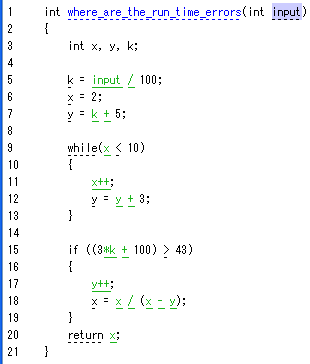 1 int where_are_the_run_time_errors(int input)
2 {
3 int x, y, k;
4
5 k = input / 100;
6 x = 2;
7 y = k + 5;
8
9 while(x < 10)
10 {
11 x++;
12 y = y + 3;
13 }
14
15 if ((3*k + 100) > 43)
16 {
17 y++;
18 x = x / (x - y);
19 }
20 return x;
21 }